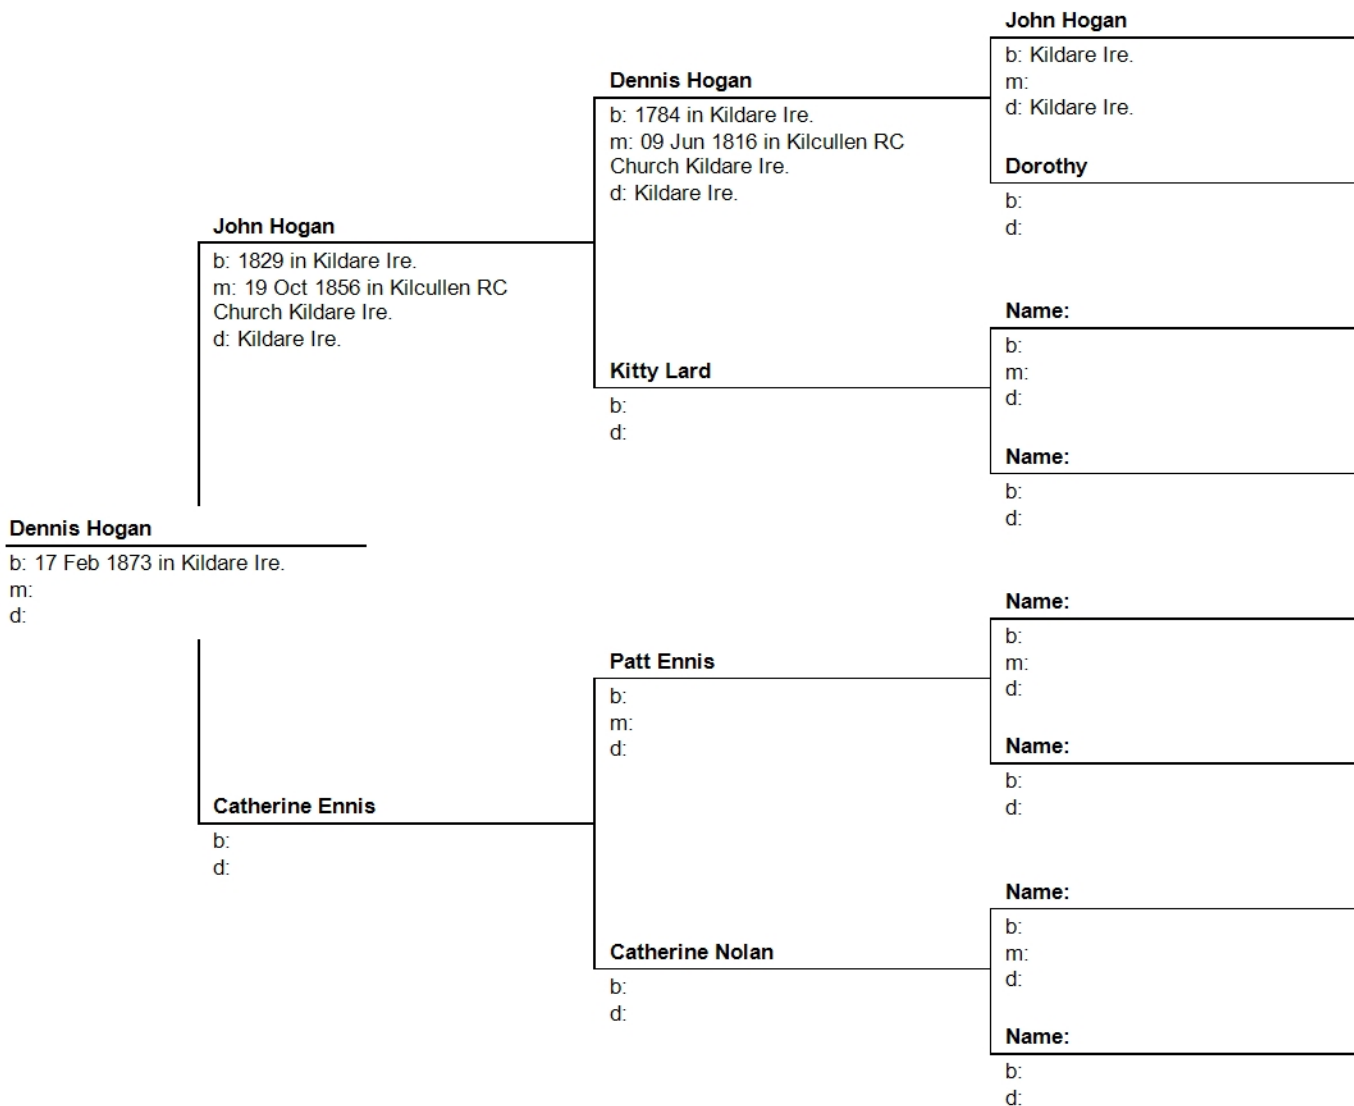 John Hogan
b: Kildare Ire.
m:
d: Kildare Ire.
Dennis Hogan
b: 1784 in Kildare Ire.
m: 09 Jun 1816 in Kilcullen RC
Church Kildare Ire.
d: Kildare Ire.
Dorothy
b:
d:
John Hogan
b: 1829 in Kildare Ire.
m: 19 Oct 1856 in Kilcullen RC
Church Kildare Ire.
d: Kildare Ire.
Name:
b:
m:
d:
Kitty Lard
b:
d:
Name:
b:
d:
Dennis Hogan
b: 17 Feb 1873 in Kildare Ire.
m:
d:
Name:
b:
m:
d:
Patt Ennis
b:
m:
d:
Name:
b:
d:
Catherine Ennis
b:
d:
Name:
b:
m:
d:
Catherine Nolan
b:
d:
Name:
b:
d: